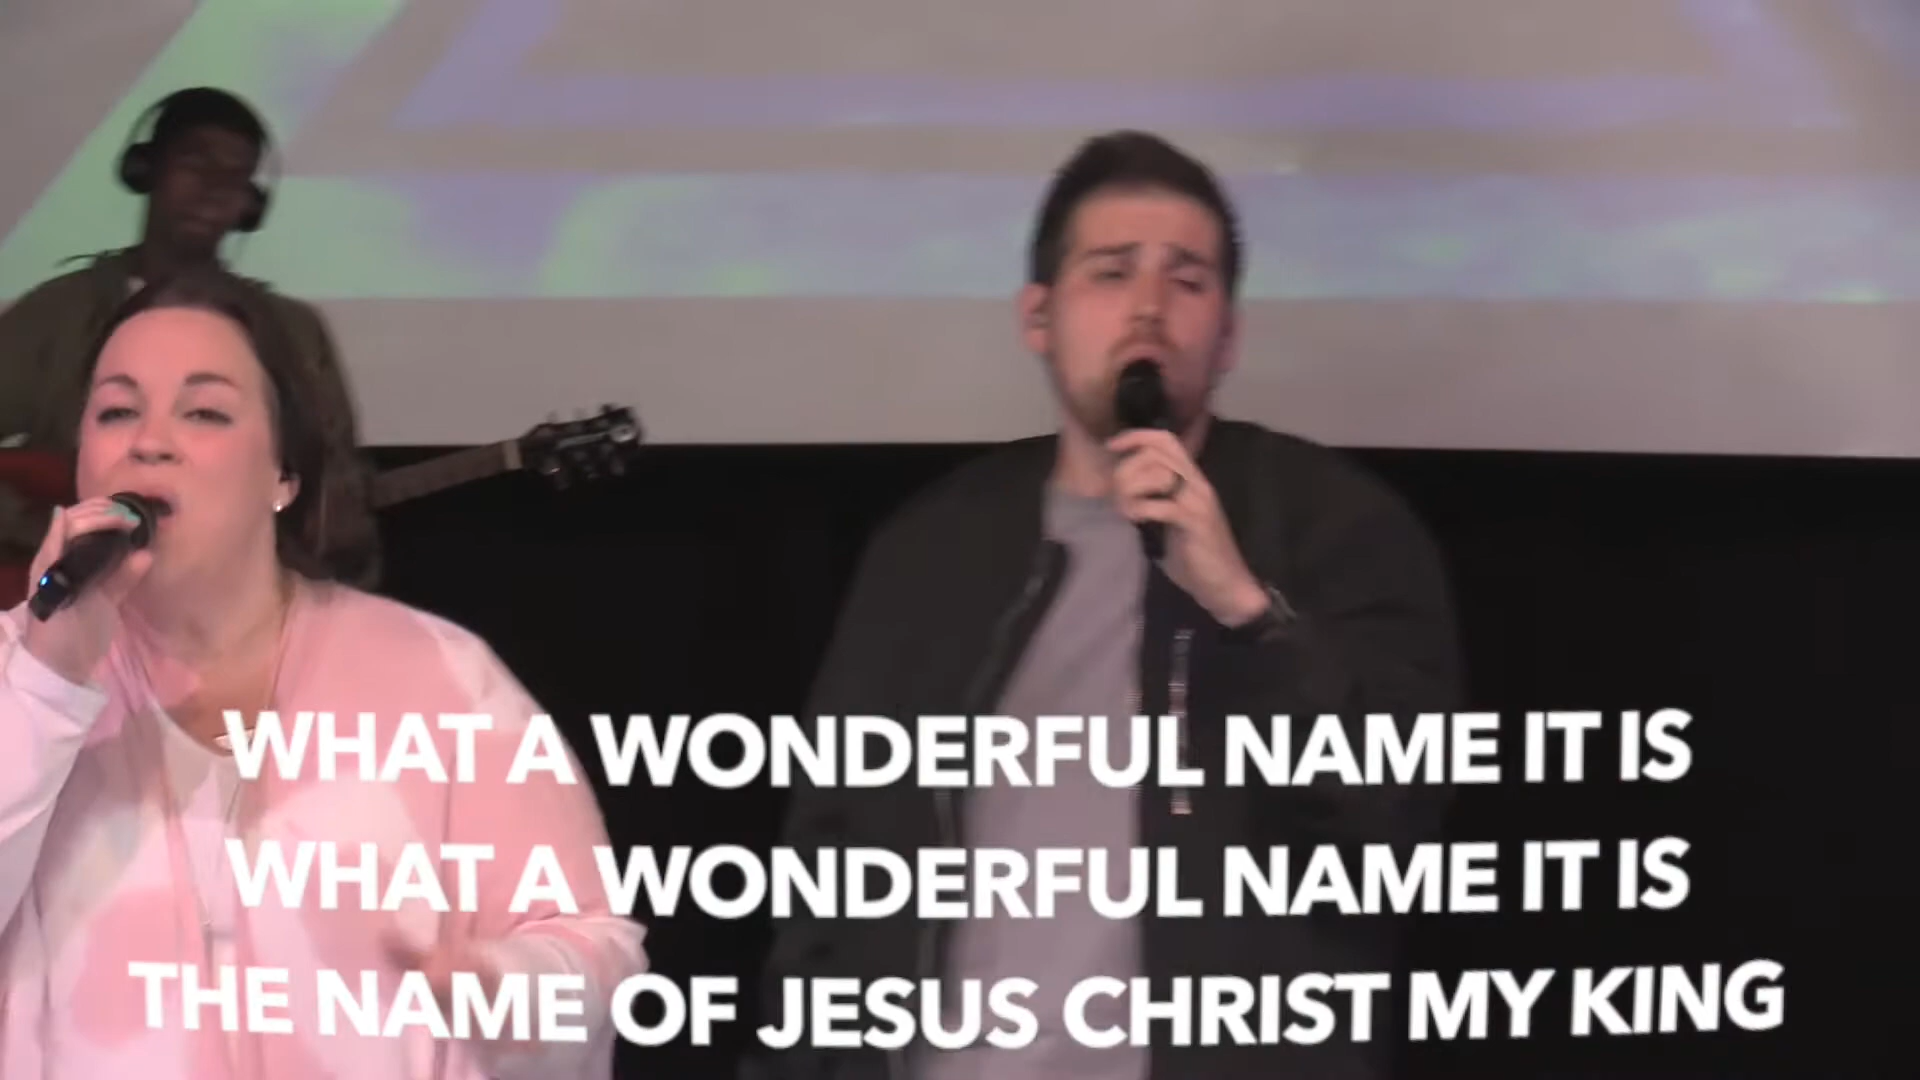 WHAT A WONDERFUL NAME IT IS
WHAT A WONDERFUL NAME IT IS
THE NAME OF JESUS CHRIST MY KING